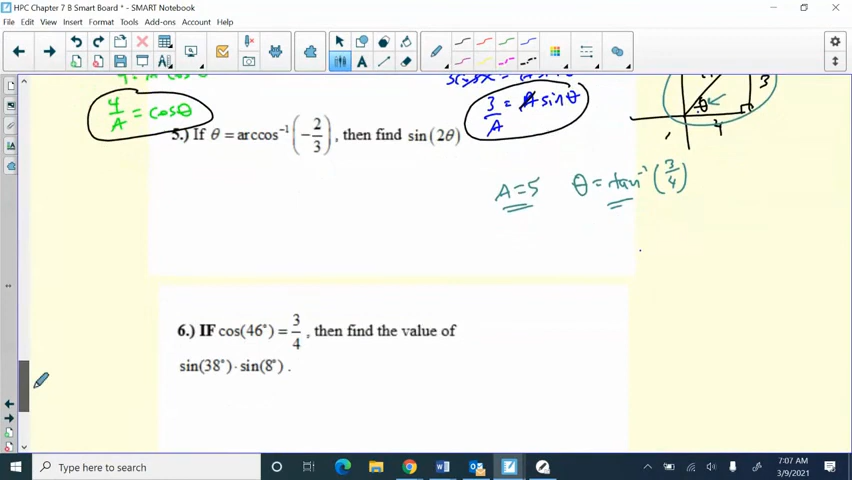 HPC Chapter 7 B Smart Board * - SMART Notebook
File Edit View Insert Format Tools Add-ons Account Help
4/A = cosθ
3/A = A sinθ
3
θ
4
5.) If θ = arccos⁻¹(-2/3), then find sin(2θ)
A=5 θ = tan⁻¹(3/4)
6.) IF cos(46°) = 3/4, then find the value of
sin(38°)·sin(8°).
Type here to search
7:07 AM
3/9/2021